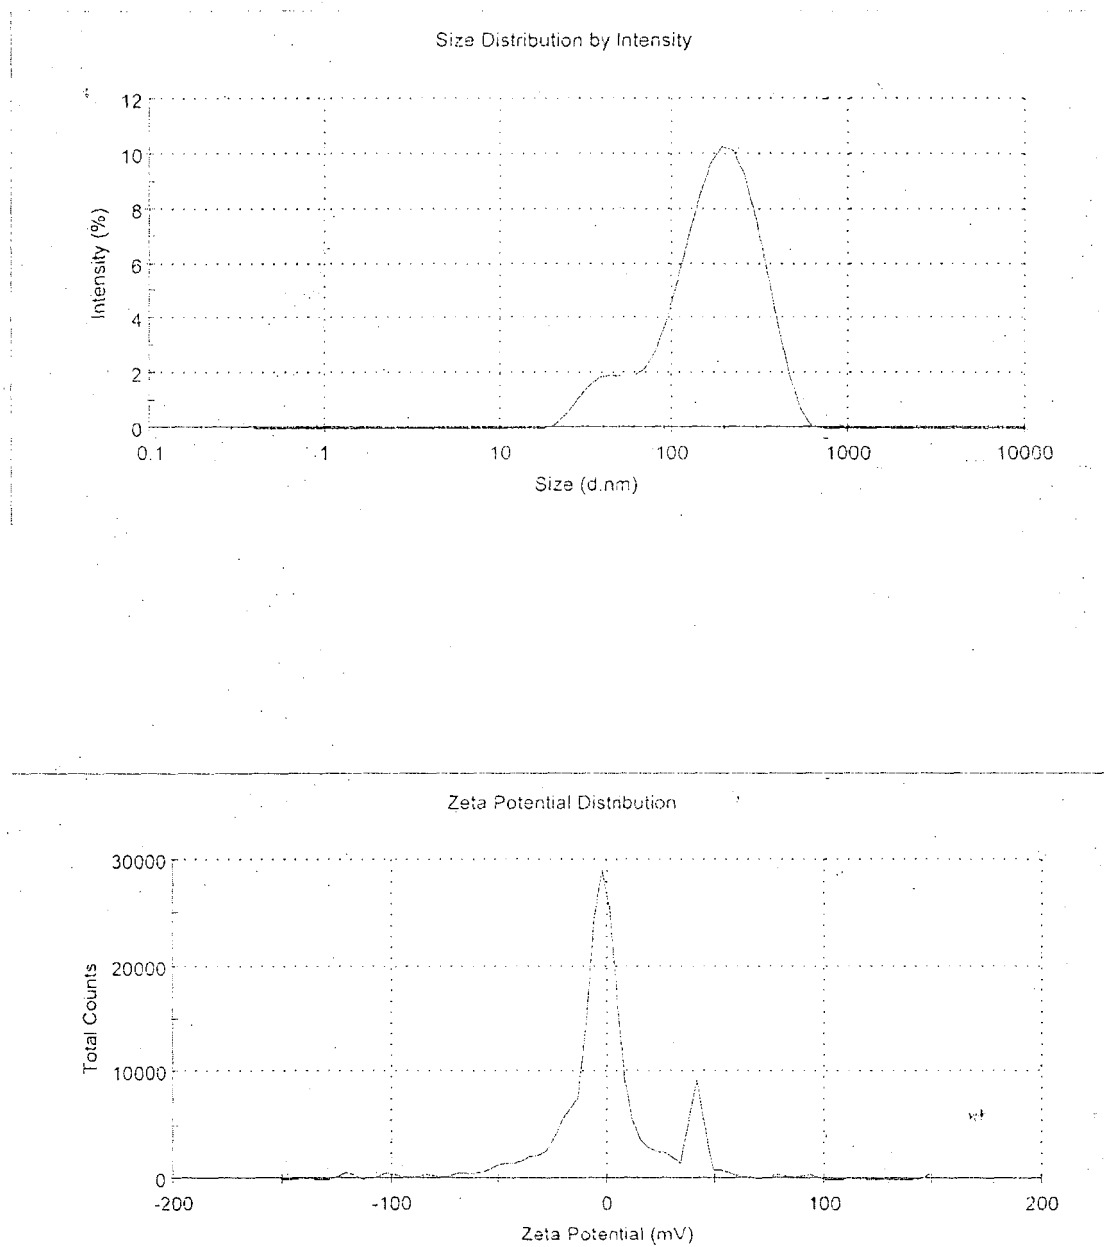 Size Distribution by Intensity
12
10
8
6
4
2
0
Intensity (%)
0.1 1 10 100 1000 10000
Size (d.nm)
Zeta Potential Distribution
30000
20000
10000
0
Total Counts
-200 -100 0 100 200
Zeta Potential (mV)